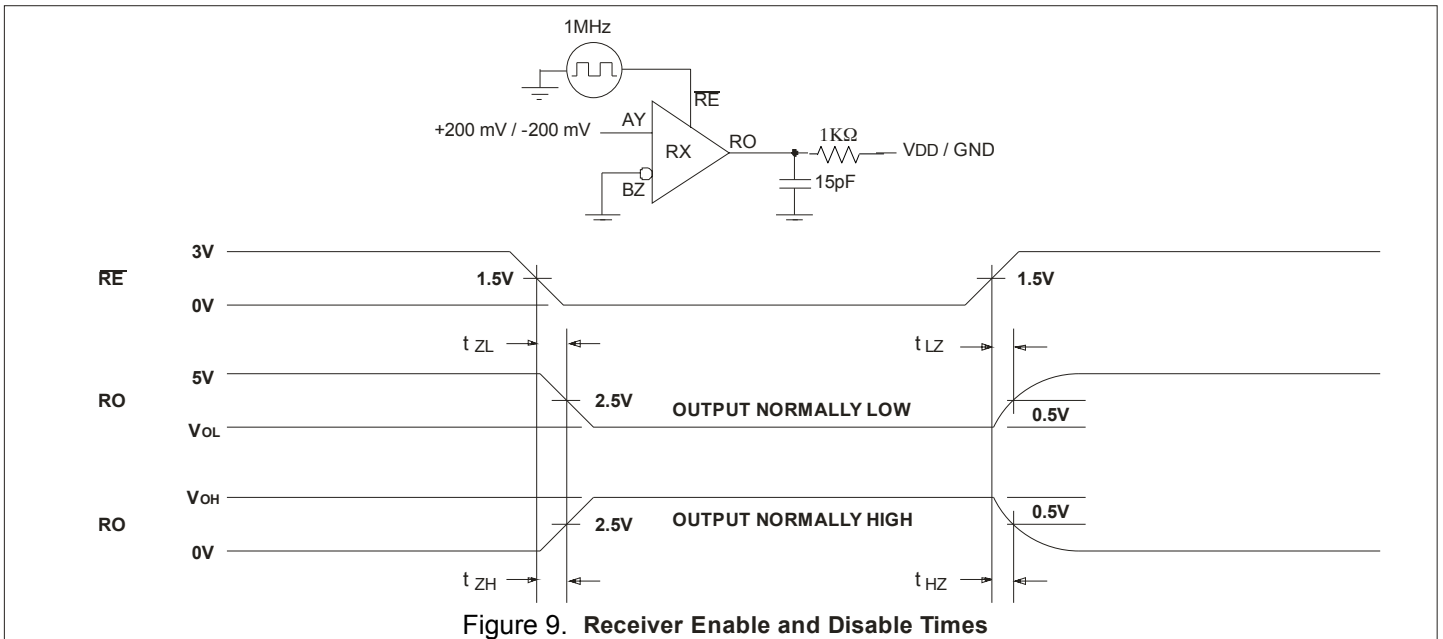 1MHz
RE
+200 mV / -200 mV
AY
RX
RO
1KΩ
VDD / GND
BZ
15pF
3V
RE
1.5V
1.5V
0V
t ZL
t LZ
5V
RO
2.5V
OUTPUT NORMALLY LOW
0.5V
VOL
VOH
RO
2.5V
OUTPUT NORMALLY HIGH
0.5V
0V
t ZH
t HZ
Figure 9. Receiver Enable and Disable Times